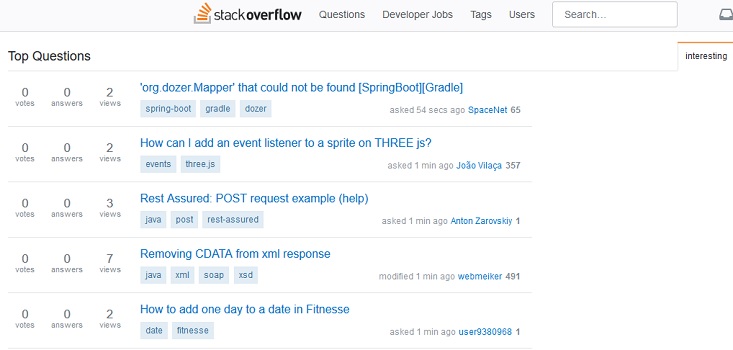 stackoverflow Questions Developer Jobs Tags Users Search...
Top Questions interesting
0 0 2 'org.dozer.Mapper' that could not be found [SpringBoot][Gradle]
votes answers views spring-boot gradle dozer asked 54 secs ago SpaceNet 65
0 0 2 How can I add an event listener to a sprite on THREE js?
votes answers views events three.js asked 1 min ago João Vilaça 357
0 0 3 Rest Assured: POST request example (help)
votes answers views java post rest-assured asked 1 min ago Anton Zarovskiy 1
0 0 7 Removing CDATA from xml response
votes answers views java xml soap xsd modified 1 min ago webmeiker 491
0 0 2 How to add one day to a date in Fitnesse
votes answers views date fitnesse asked 1 min ago user9380968 1